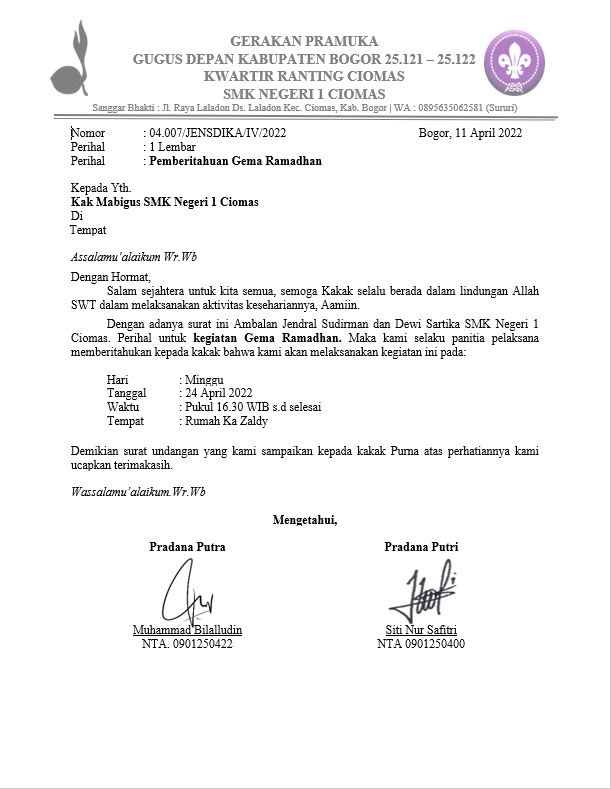 GERAKAN PRAMUKA
GUGUS DEPAN KABUPATEN BOGOR 25.121 – 25.122
KWARTIR RANTING CIOMAS
SMK NEGERI 1 CIOMAS
Sanggar Bhakti : Jl. Raya Laladon Ds. Laladon Kec. Ciomas, Kab. Bogor | WA : 0895635062581 (Sururi)
Nomor : 04.007/JENSDIKA/IV/2022 Bogor, 11 April 2022
Perihal : 1 Lembar
Perihal : Pemberitahuan Gema Ramadhan
Kepada Yth.
Kak Mabigus SMK Negeri 1 Ciomas
Di
Tempat
Assalamu’alaikum Wr.Wb
Dengan Hormat,
Salam sejahtera untuk kita semua, semoga Kakak selalu berada dalam lindungan Allah
SWT dalam melaksanakan aktivitas kesehariannya, Aamiin.
Dengan adanya surat ini Ambalan Jendral Sudirman dan Dewi Sartika SMK Negeri 1
Ciomas. Perihal untuk kegiatan Gema Ramadhan. Maka kami selaku panitia pelaksana
memberitahukan kepada kakak bahwa kami akan melaksanakan kegiatan ini pada:
Hari : Minggu
Tanggal : 24 April 2022
Waktu : Pukul 16.30 WIB s.d selesai
Tempat : Rumah Ka Zaldy
Demikian surat undangan yang kami sampaikan kepada kakak Purna atas perhatiannya kami
ucapkan terimakasih.
Wassalamu’alaikum.Wr.Wb
Mengetahui,
Pradana Putra Pradana Putri
Muhammad Bilalludin Siti Nur Safitri
NTA. 0901250422 NTA 0901250400